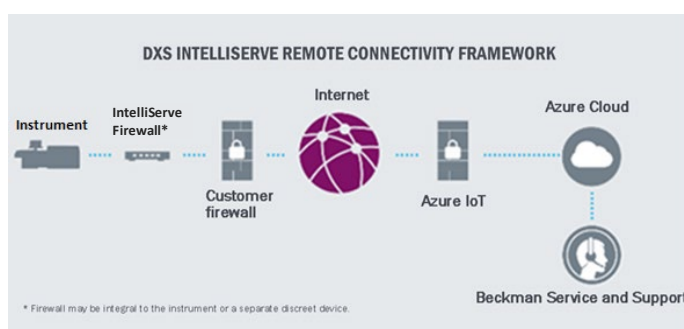 DXS INTELLISERVE REMOTE CONNECTIVITY FRAMEWORK
Instrument
IntelliServe
Firewall*
Customer
firewall
Internet
Azure IoT
Azure Cloud
Beckman Service and Support
* Firewall may be integral to the instrument or a separate discreet device.